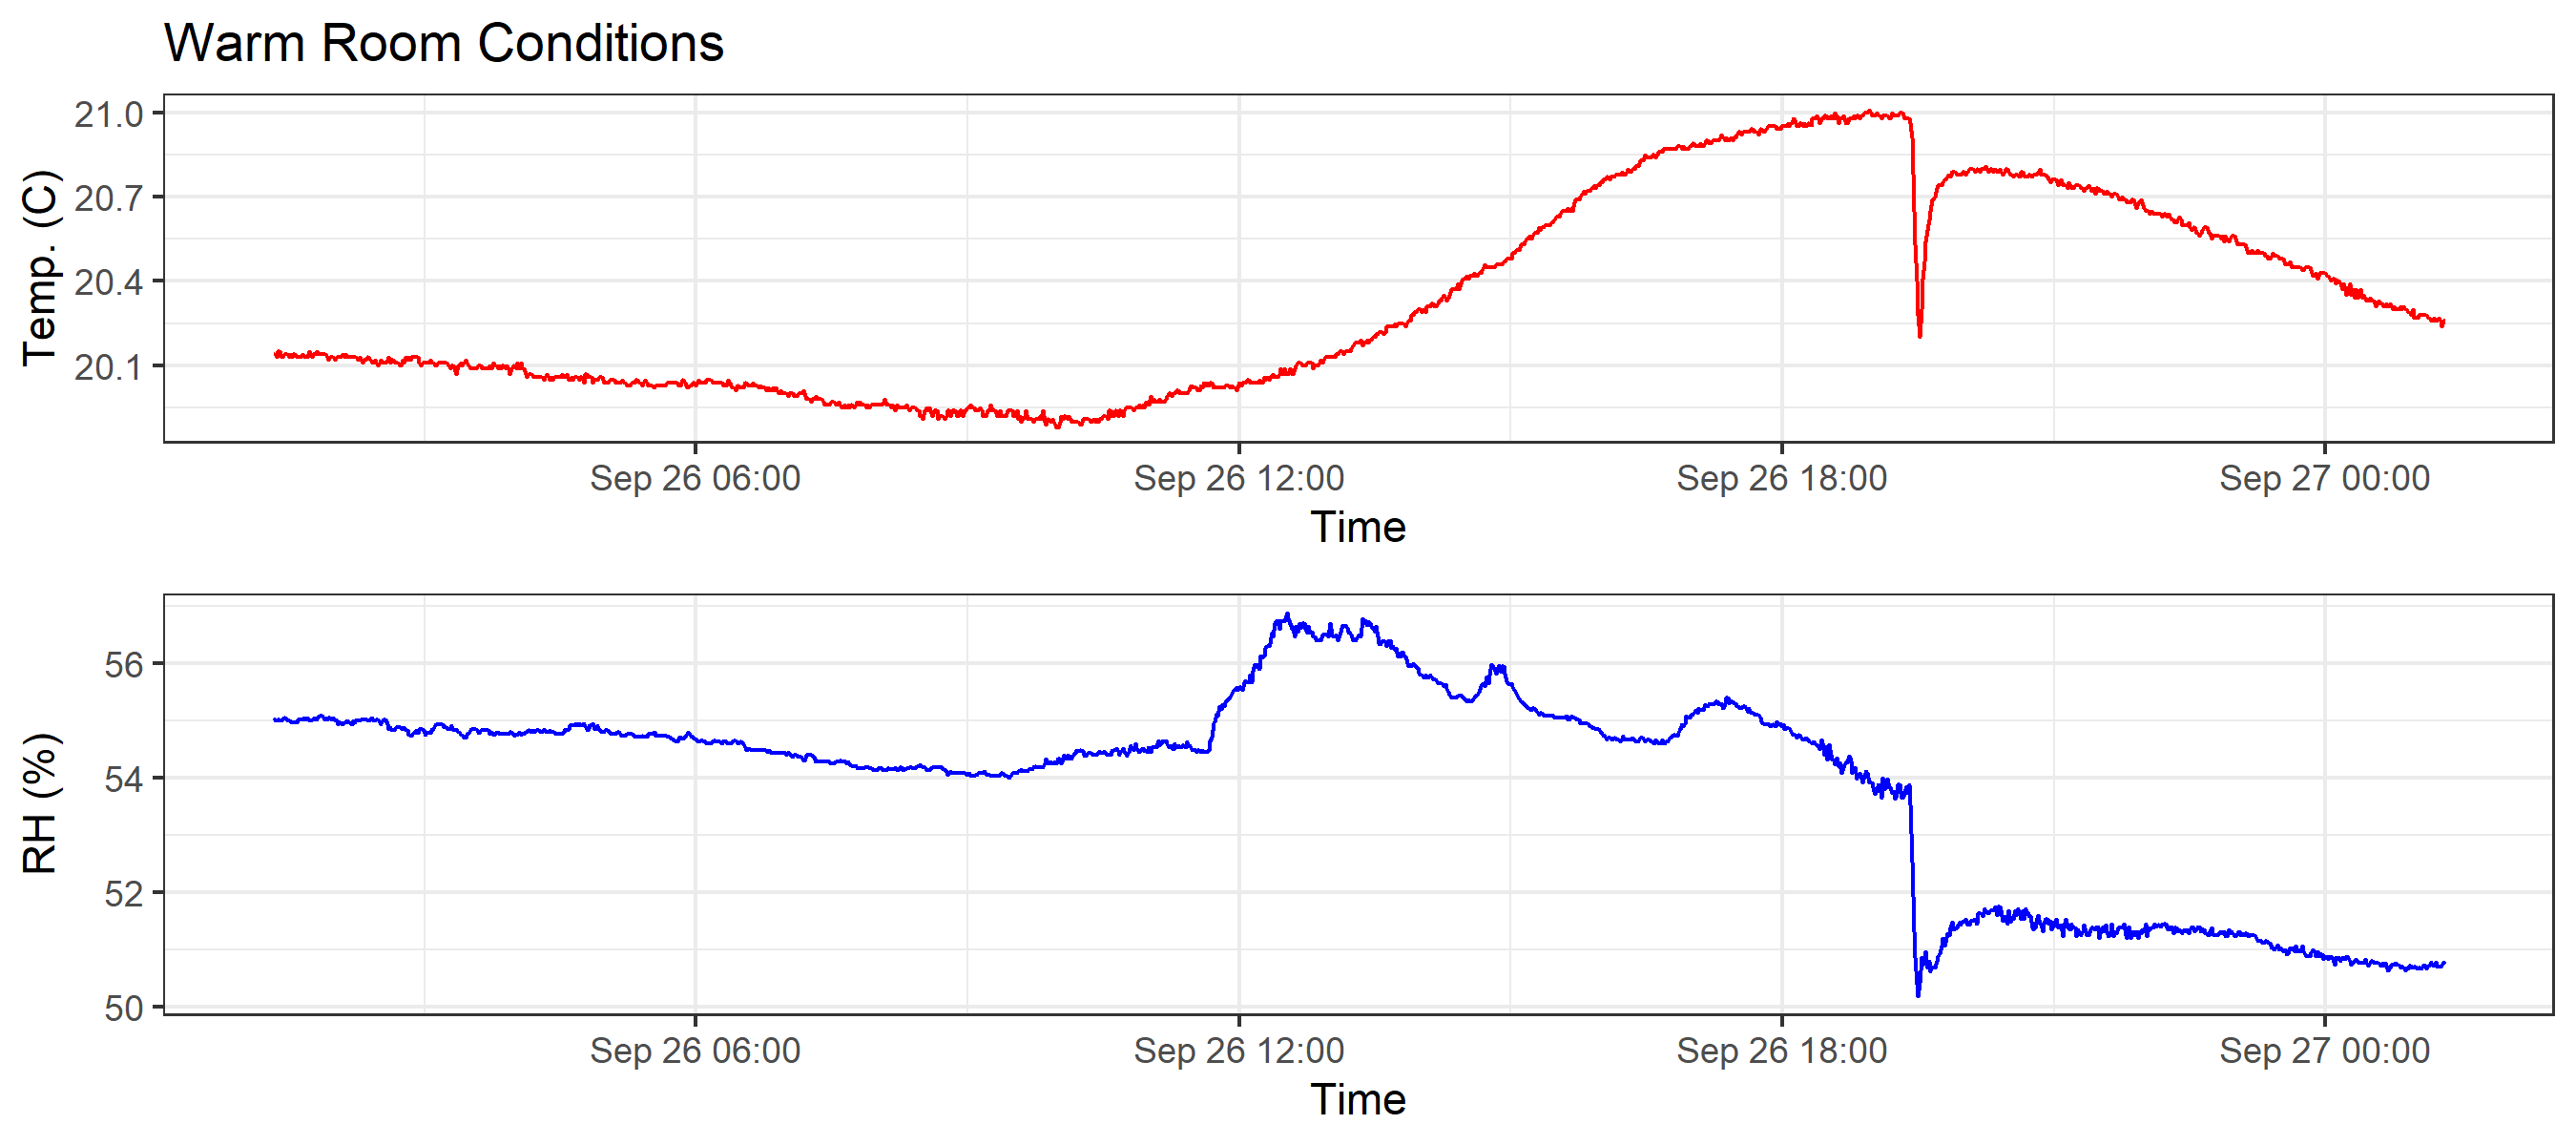 Warm Room Conditions
Temp. (C)
21.0
20.7
20.4
20.1
Sep 26 06:00 Sep 26 12:00 Sep 26 18:00 Sep 27 00:00
Time
RH (%)
56
54
52
50
Sep 26 06:00 Sep 26 12:00 Sep 26 18:00 Sep 27 00:00
Time